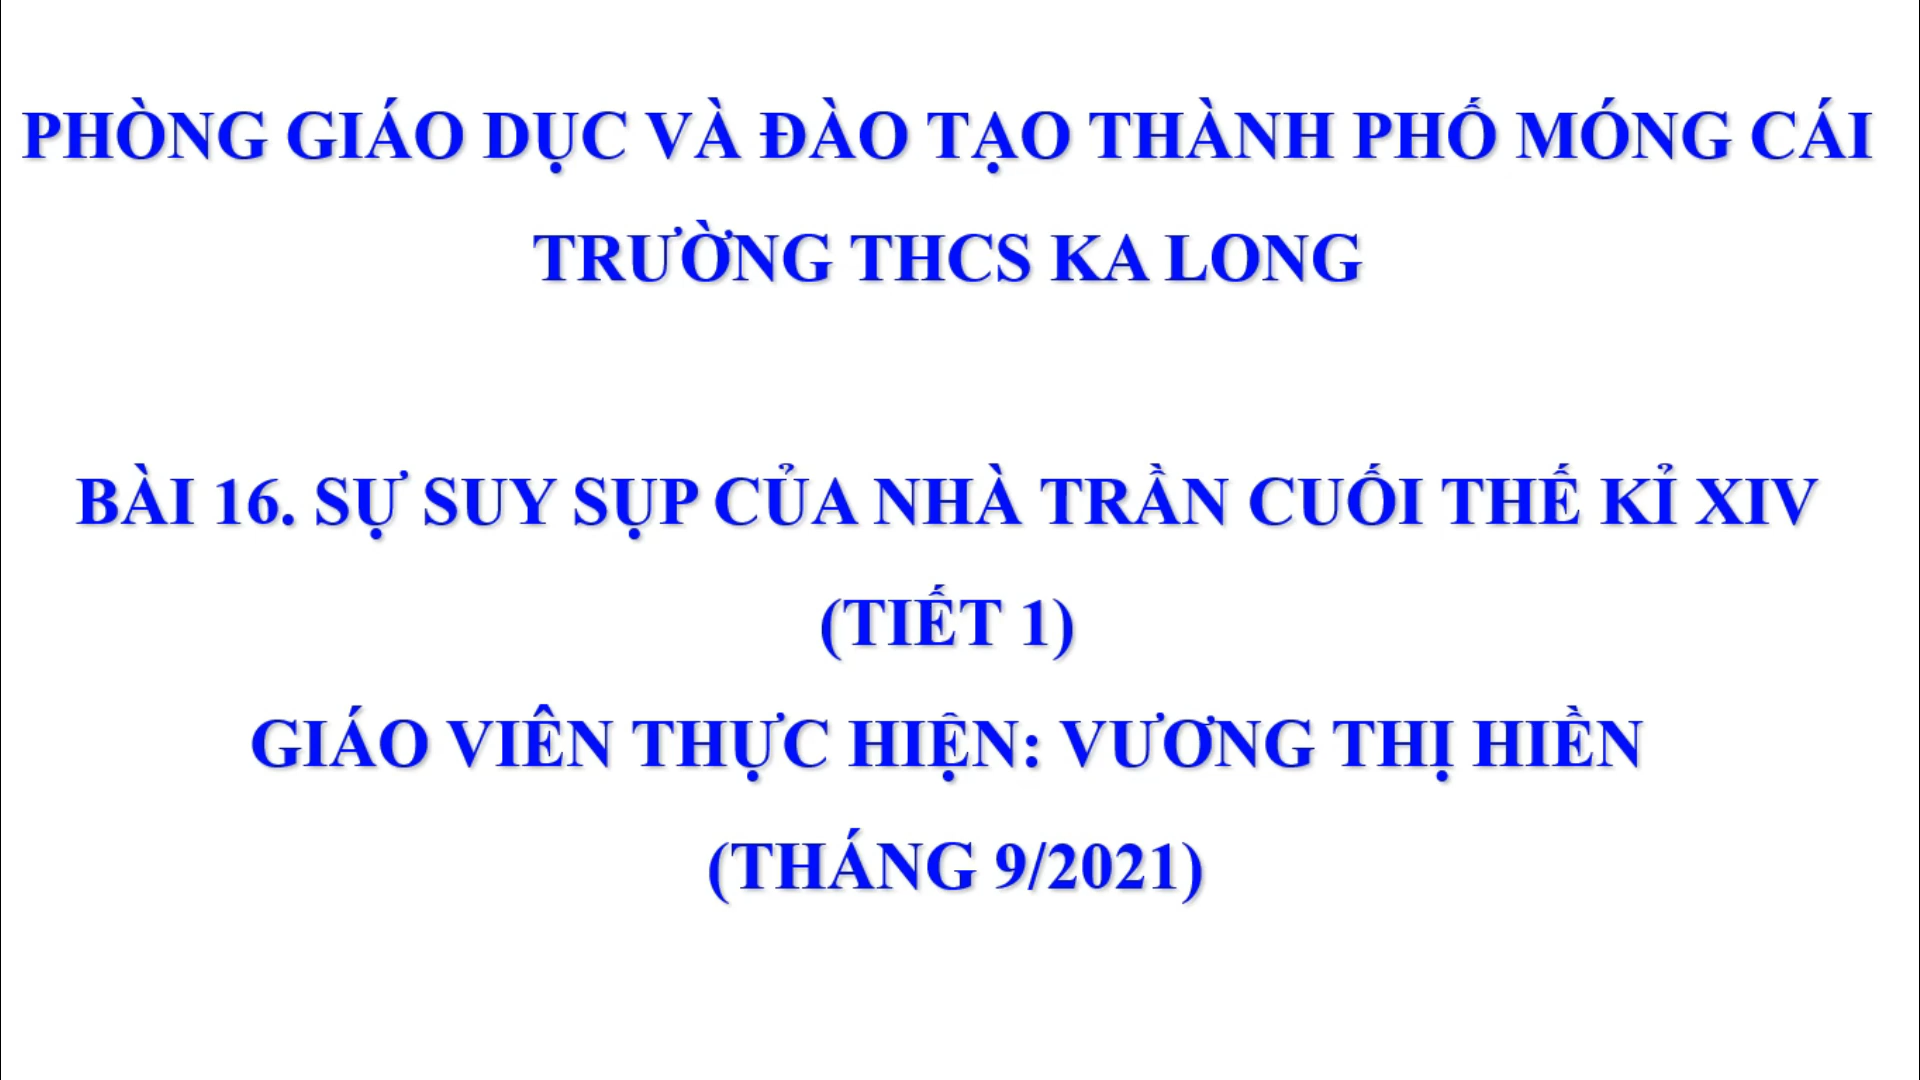 PHÒNG GIÁO DỤC VÀ ĐÀO TẠO THÀNH PHỐ MÓNG CÁI
TRƯỜNG THCS KA LONG
BÀI 16. SỰ SUY SỤP CỦA NHÀ TRẦN CUỐI THẾ KỈ XIV
(TIẾT 1)
GIÁO VIÊN THỰC HIỆN: VƯƠNG THỊ HIỀN
(THÁNG 9/2021)